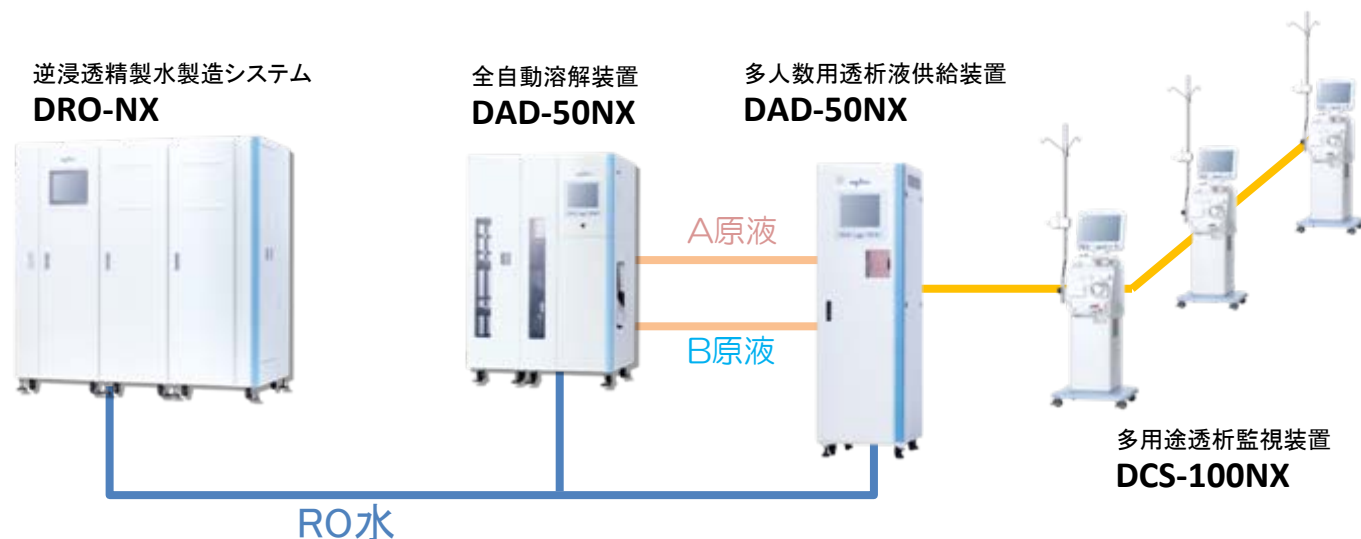 逆浸透精製水製造システム
DRO-NX
全自動溶解装置
DAD-50NX
多人数用透析液供給装置
DAD-50NX
A原液
B原液
多用途透析監視装置
DCS-100NX
RO水